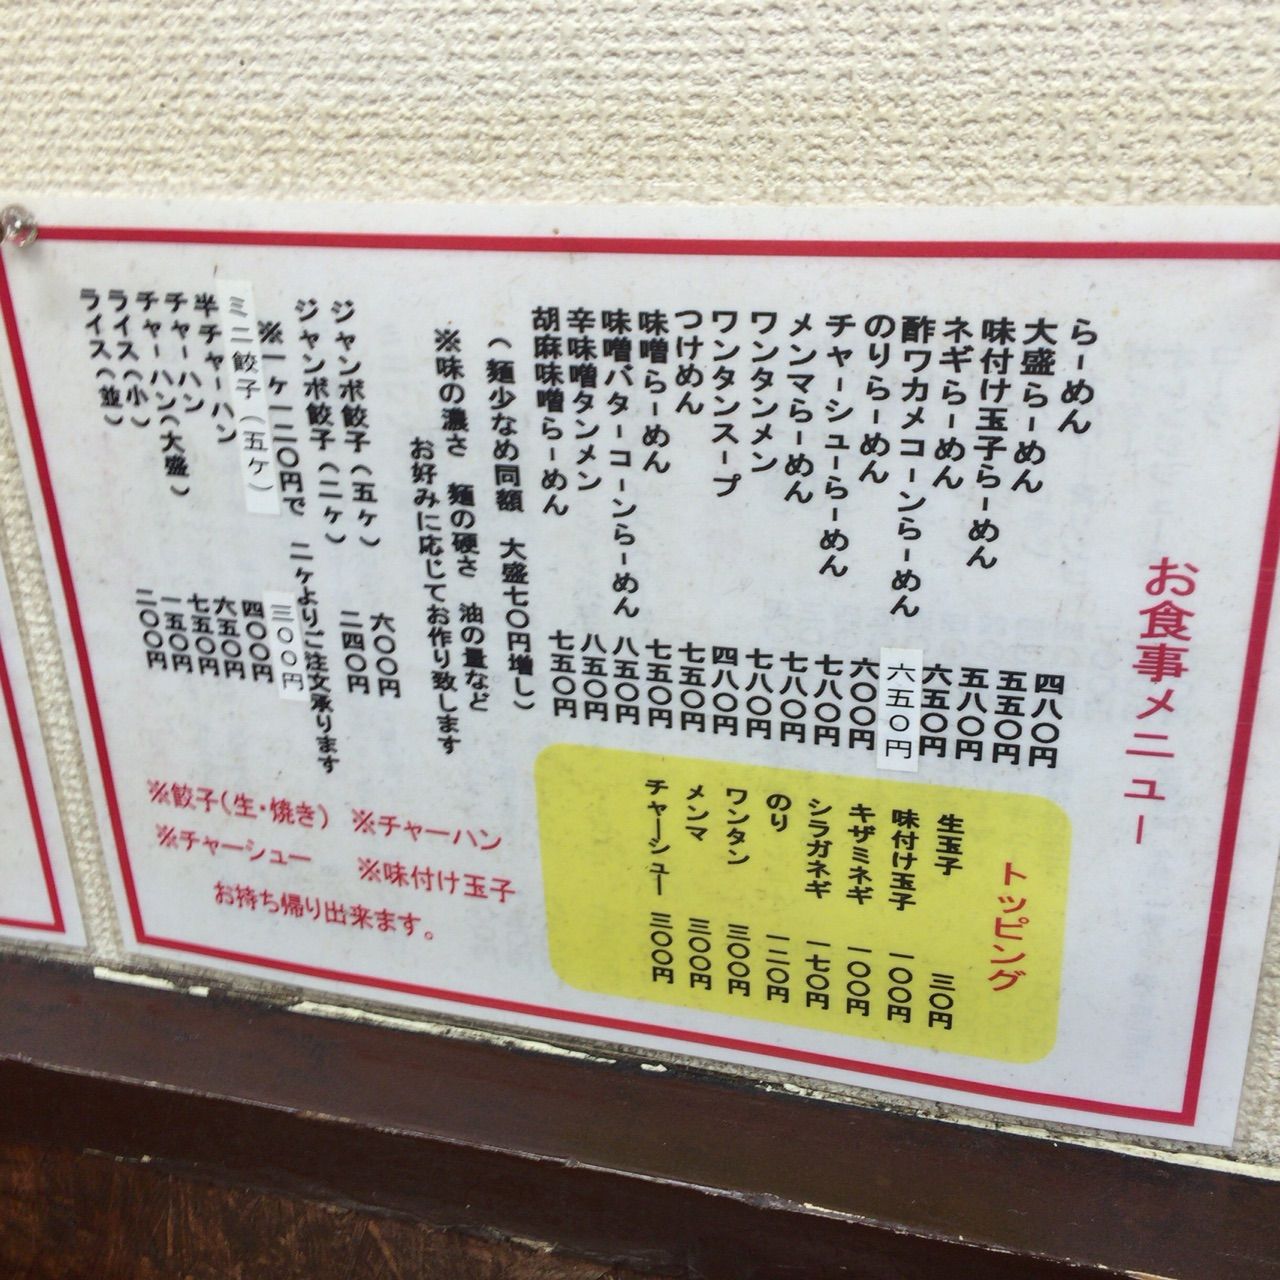 お食事メニュー
らーめん 四八〇円
大盛らーめん 五五〇円
味付け玉子らーめん 五八〇円
ネギらーめん 六五〇円
酢ワカメコーンらーめん 六五〇円
のりらーめん 六〇〇円
チャーシューらーめん 七八〇円
メンマらーめん 七八〇円
ワンタンメン 七八〇円
ワンタンスープ 四八〇円
つけめん 七五〇円
味噌らーめん 七五〇円
味噌バターコーンらーめん 八五〇円
辛味噌タンメン 八五〇円
胡麻味噌らーめん 七五〇円
(麺少なめ同額 大盛七〇円増し)
※味の濃さ 麺の硬さ 油の量など
お好みに応じてお作り致します
ジャンボ餃子(五ヶ) 六〇〇円
ジャンボ餃子(二ヶ) 二四〇円
※一ヶ一二〇円で 二ヶよりご注文承ります
ミニ餃子(五ヶ) 三〇〇円
半チャーハン 四〇〇円
チャーハン 六五〇円
チャーハン(大盛) 七五〇円
ライス(小) 一五〇円
ライス(並) 二〇〇円
トッピング
生玉子 三〇円
味付け玉子 一〇〇円
キザミネギ 一〇〇円
シラガネギ 一七〇円
のり 一二〇円
ワンタン 三〇〇円
メンマ 三〇〇円
チャーシュー 三〇〇円
※餃子(生・焼き) ※チャーハン
※チャーシュー ※味付け玉子
お持ち帰り出来ます。